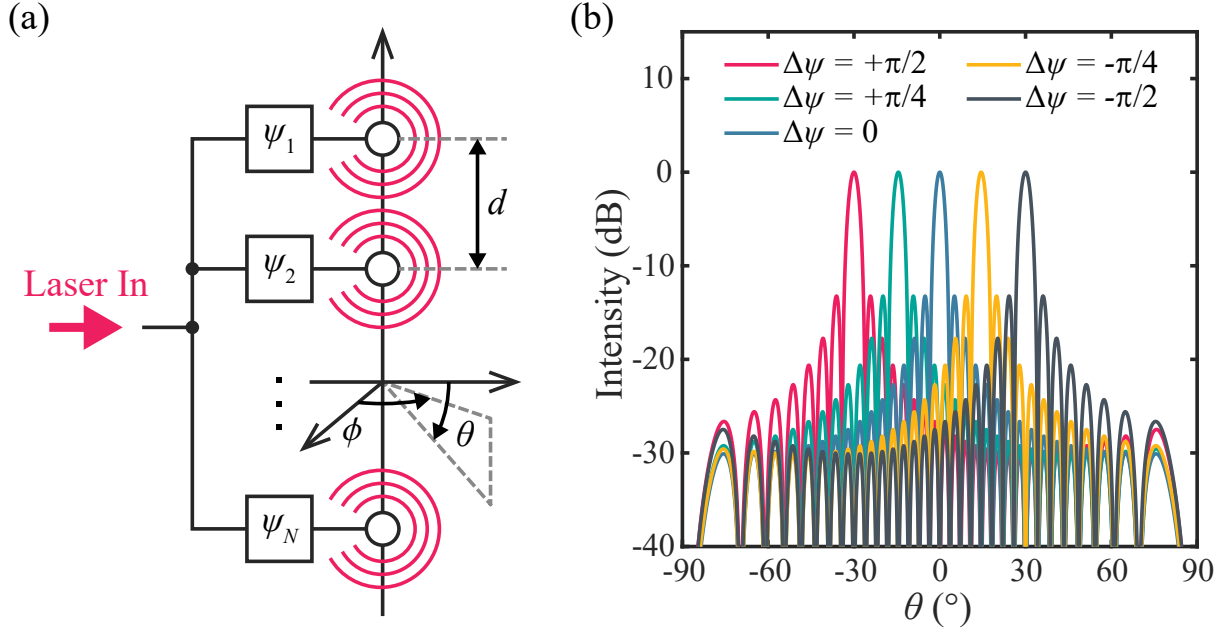 (a)
ψ1
ψ2
d
Laser In
ϕ
θ
ψN
(b)
Δψ = +π/2
Δψ = -π/4
Δψ = +π/4
Δψ = -π/2
Δψ = 0
Intensity (dB)
10
0
-10
-20
-30
-40
-90
-60
-30
0
30
60
90
θ (°)